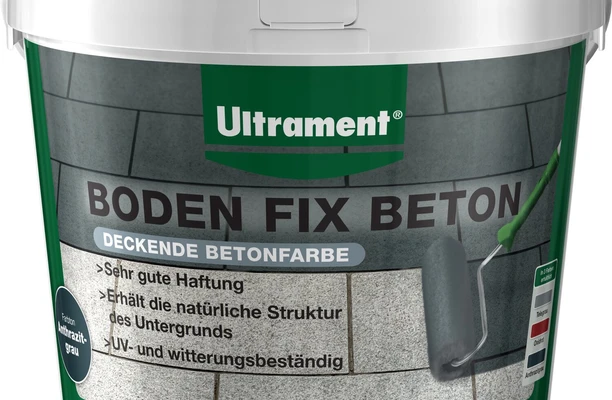 Ultrament®
BODEN FIX BETON
DECKENDE BETONFARBE
>Sehr gute Haftung
>Erhält die natürliche Struktur
des Untergrunds
>UV- und witterungsbeständig
Farbton
Anthrazit-
grau